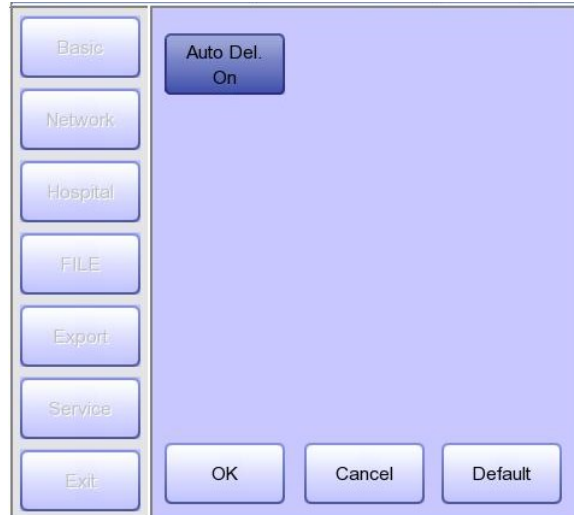 Basic
Network
Hospital
FILE
Export
Service
Exit
Auto Del.
On
OK
Cancel
Default